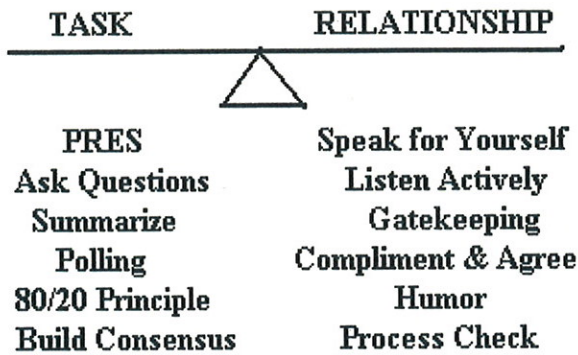 TASK RELATIONSHIP
PRES Speak for Yourself
Ask Questions Listen Actively
Summarize Gatekeeping
Polling Compliment & Agree
80/20 Principle Humor
Build Consensus Process Check